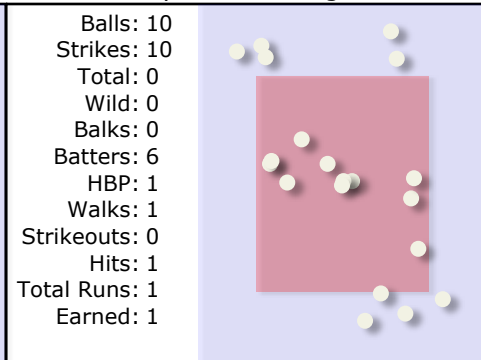 Balls: 10
Strikes: 10
Total: 0
Wild: 0
Balks: 0
Batters: 6
HBP: 1
Walks: 1
Strikeouts: 0
Hits: 1
Total Runs: 1
Earned: 1